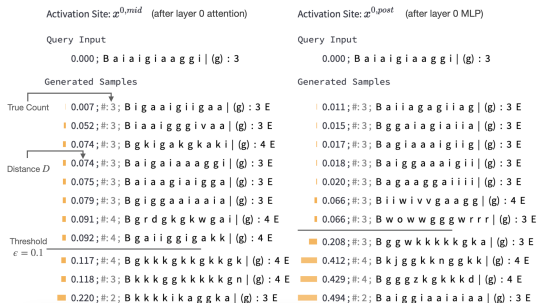 Activation Site: x^{0,mid} (after layer 0 attention)
Query Input
0.000; B a i a i g i a a g g i | (g) : 3
Generated Samples
True Count
0.007;#:3; B i g a a i g i i g a a | (g) : 3 E
0.052;#:3; B i a a i g g g i v a a | (g) : 3 E
0.074;#:3; B g k i g a k g k a k i | (g) : 4 E
Distance D
0.074;#:3; B a i g a i a a a g g i | (g) : 3 E
0.075;#:3; B a i a a g i a i g g a | (g) : 3 E
0.079;#:3; B g i g g a a i a a i a | (g) : 3 E
0.091;#:4; B g r d g k g k w g a i | (g) : 4 E
0.092;#:4; B g a i i g g i g a k k | (g) : 4 E
Threshold
ϵ = 0.1
0.117;#:4; B g k k k g k k g k k g k | (g) : 4 E
0.118;#:3; B g k k k g k k k k g n | (g) : 3 E
0.220;#:2; B k k k k i k a g g k a | (g) : 3 E
Activation Site: x^{0,post} (after layer 0 MLP)
Query Input
0.000; B a i a i g i a a g g i | (g) : 3
Generated Samples
0.011;#:3; B a i i a g a g i i a g | (g) : 3 E
0.015;#:3; B g g a i g a g i a i i a | (g) : 3 E
0.017;#:3; B a g i a a i i g i a g | (g) : 3 E
0.018;#:3; B a i g g a a a i g i i | (g) : 3 E
0.020;#:3; B a g a g g a i i i i | (g) : 3 E
0.066;#:3; B i i w i v v g a a g g | (g) : 4 E
0.066;#:3; B w o w w g g g w r r r | (g) : 3 E
0.208;#:3; B g g w k k k k k g k a | (g) : 3 E
0.412;#:4; B k j g g k k n g g k k | (g) : 4 E
0.429;#:4; B g g g z k g k k k d | (g) : 4 E
0.494;#:2; B a i g g i a a i a i a a | (g) : 3 E